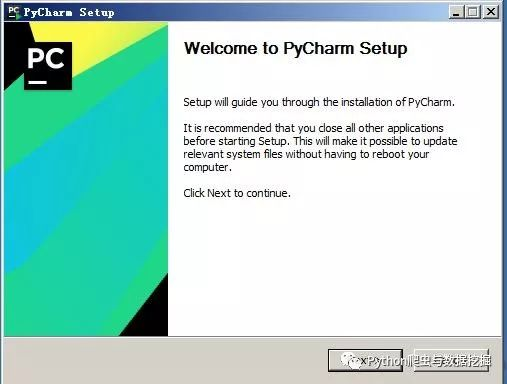 PyCharm Setup
PC
Welcome to PyCharm Setup
Setup will guide you through the installation of PyCharm.
It is recommended that you close all other applications
before starting Setup. This will make it possible to update
relevant system files without having to reboot your
computer.
Click Next to continue.
Python爬虫与数据挖掘